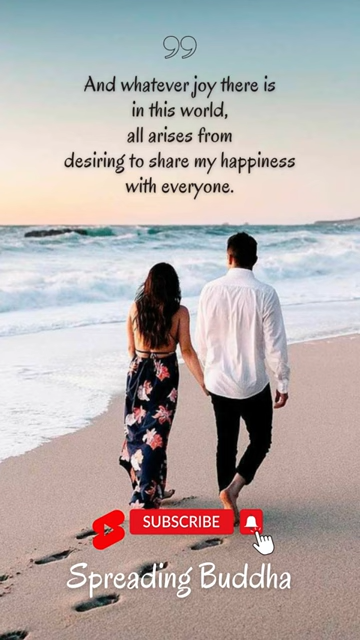 And whatever joy there is
in this world,
all arises from
desiring to share my happiness
with everyone.
SUBSCRIBE
Spreading Buddha